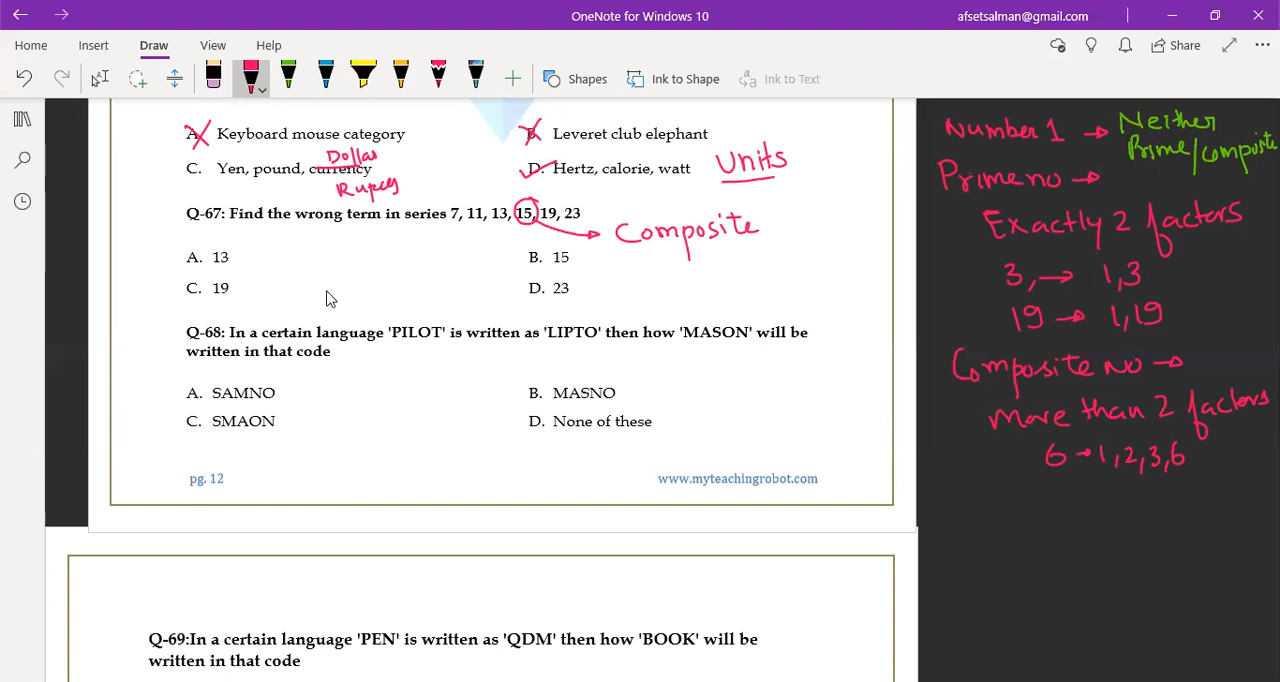 OneNote for Windows 10
afsetsalman@gmail.com
Home Insert Draw View Help
Share
Shapes Ink to Shape Ink to Text
A. Keyboard mouse category
B. Leveret club elephant
Dollar
C. Yen, pound, currency
Rupees
D. Hertz, calorie, watt
Units
Q-67: Find the wrong term in series 7, 11, 13, 15, 19, 23
Composite
A. 13
B. 15
C. 19
D. 23
Q-68: In a certain language 'PILOT' is written as 'LIPTO' then how 'MASON' will be
written in that code
A. SAMNO
B. MASNO
C. SMAON
D. None of these
pg. 12
www.myteachingrobot.com
Q-69:In a certain language 'PEN' is written as 'QDM' then how 'BOOK' will be
written in that code
Number 1 → Neither
Prime/Composite
Prime no →
Exactly 2 factors
3, → 1,3
19 → 1,19
Composite no →
more than 2 factors
6 → 1,2,3,6